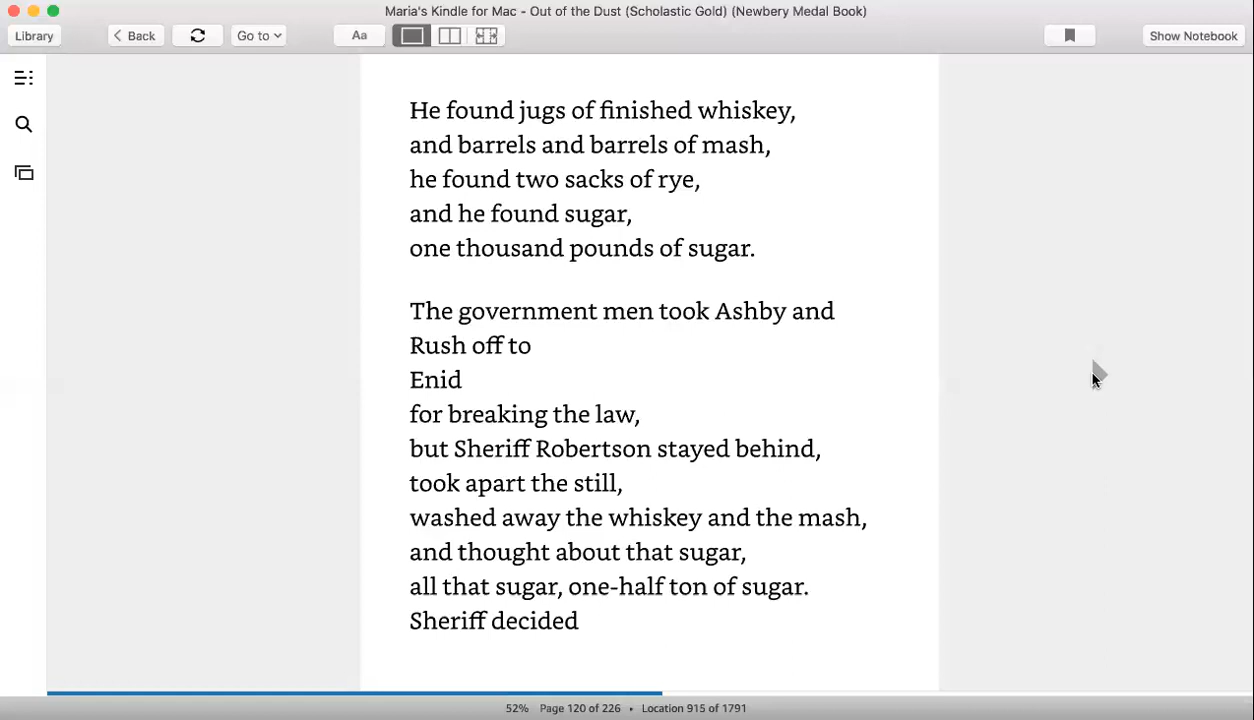 Maria's Kindle for Mac - Out of the Dust (Scholastic Gold) (Newbery Medal Book)
Library
Back
Go to
Aa
Show Notebook
He found jugs of finished whiskey,
and barrels and barrels of mash,
he found two sacks of rye,
and he found sugar,
one thousand pounds of sugar.
The government men took Ashby and
Rush off to
Enid
for breaking the law,
but Sheriff Robertson stayed behind,
took apart the still,
washed away the whiskey and the mash,
and thought about that sugar,
all that sugar, one-half ton of sugar.
Sheriff decided
52% Page 120 of 226 • Location 915 of 1791